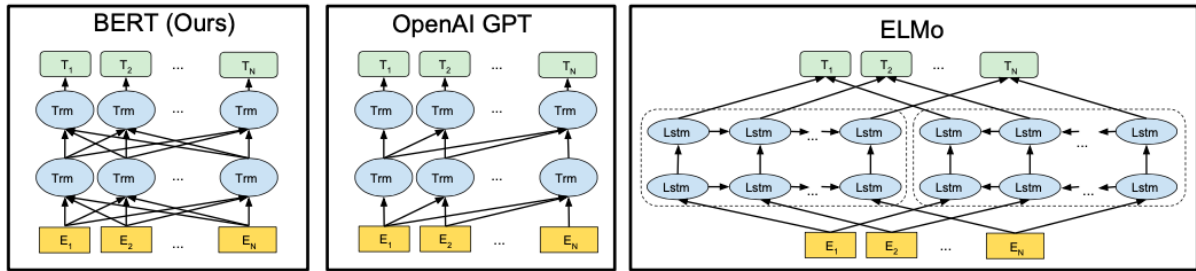 BERT (Ours)
T1 T2 ... TN
Trm Trm ... Trm
Trm Trm ... Trm
E1 E2 ... EN
OpenAI GPT
T1 T2 ... TN
Trm Trm ... Trm
Trm Trm ... Trm
E1 E2 ... EN
ELMo
T1 T2 ... TN
Lstm Lstm ... Lstm Lstm Lstm ... Lstm
Lstm Lstm ... Lstm Lstm Lstm ... Lstm
E1 E2 ... EN